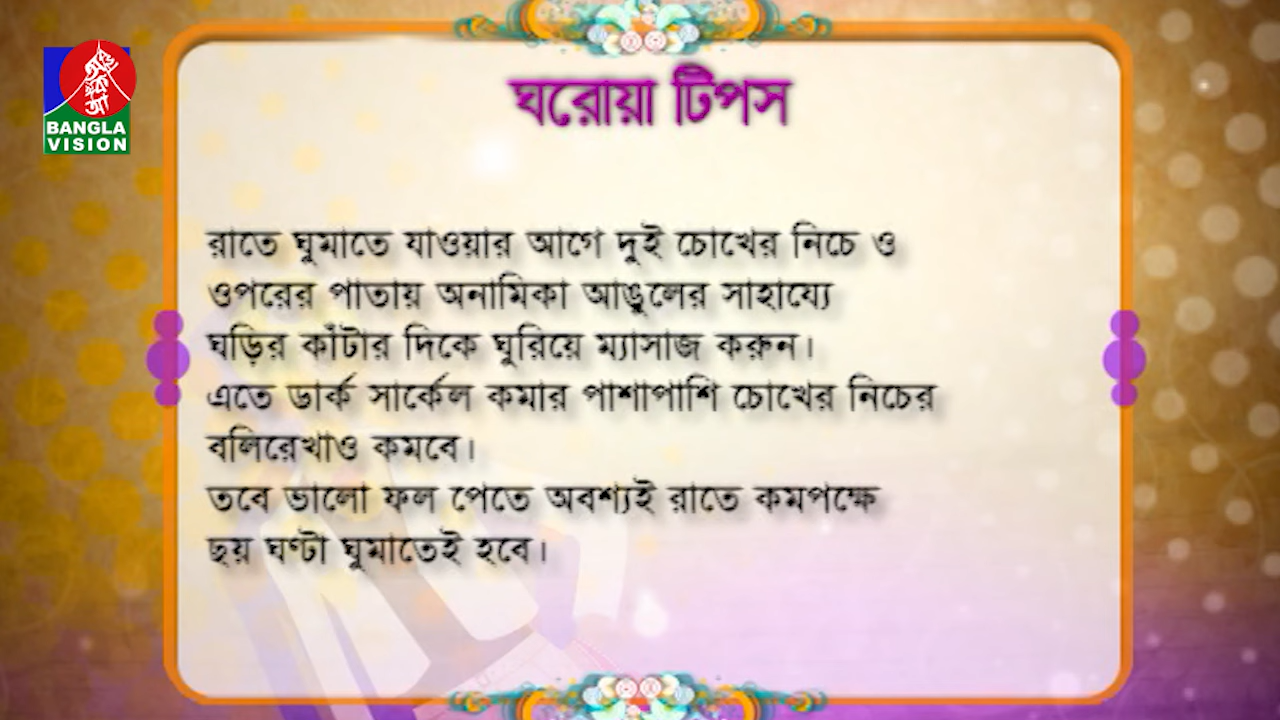 BANGLA
VISION
ঘরোয়া টিপস
রাতে ঘুমাতে যাওয়ার আগে দুই চোখের নিচে ও
ওপরের পাতায় অনামিকা আঙুলের সাহায্যে
ঘড়ির কাঁটার দিকে ঘুরিয়ে ম্যাসাজ করুন।
এতে ডার্ক সার্কেল কমার পাশাপাশি চোখের নিচের
বলিরেখাও কমবে।
তবে ভালো ফল পেতে অবশ্যই রাতে কমপক্ষে
ছয় ঘণ্টা ঘুমাতেই হবে।